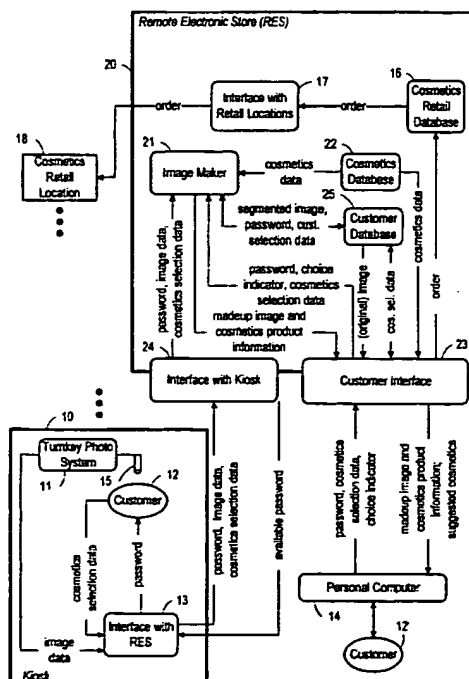 Remote Electronic Store (RES)
20
17
16
Interface with
Retail Locations
Cosmetics
Retail
Database
order
order
18
Cosmetics
Retail
Location
21
Image Maker
cosmetics
data
22
Cosmetics
Database
25
Customer
Database
segmented image,
password, cust.
selection data
password, image data,
cosmetics selection data
password, choice
indicator, cosmetics
selection data
madeup image and
cosmetics product
information
(original) image
cos. sel. data
cosmetics data
order
24
Interface with Kiosk
23
Customer Interface
10
Turnkey Photo
System
11
15
12
Customer
cosmetics
selection data
password
13
Interface with
RES
image
data
Kiosk
password, image data,
cosmetics selection data
available password
password, cosmetics
selection data,
choice indicator
madeup image and
cosmetics product
information;
suggested cosmetics
Personal Computer
14
12'
Customer